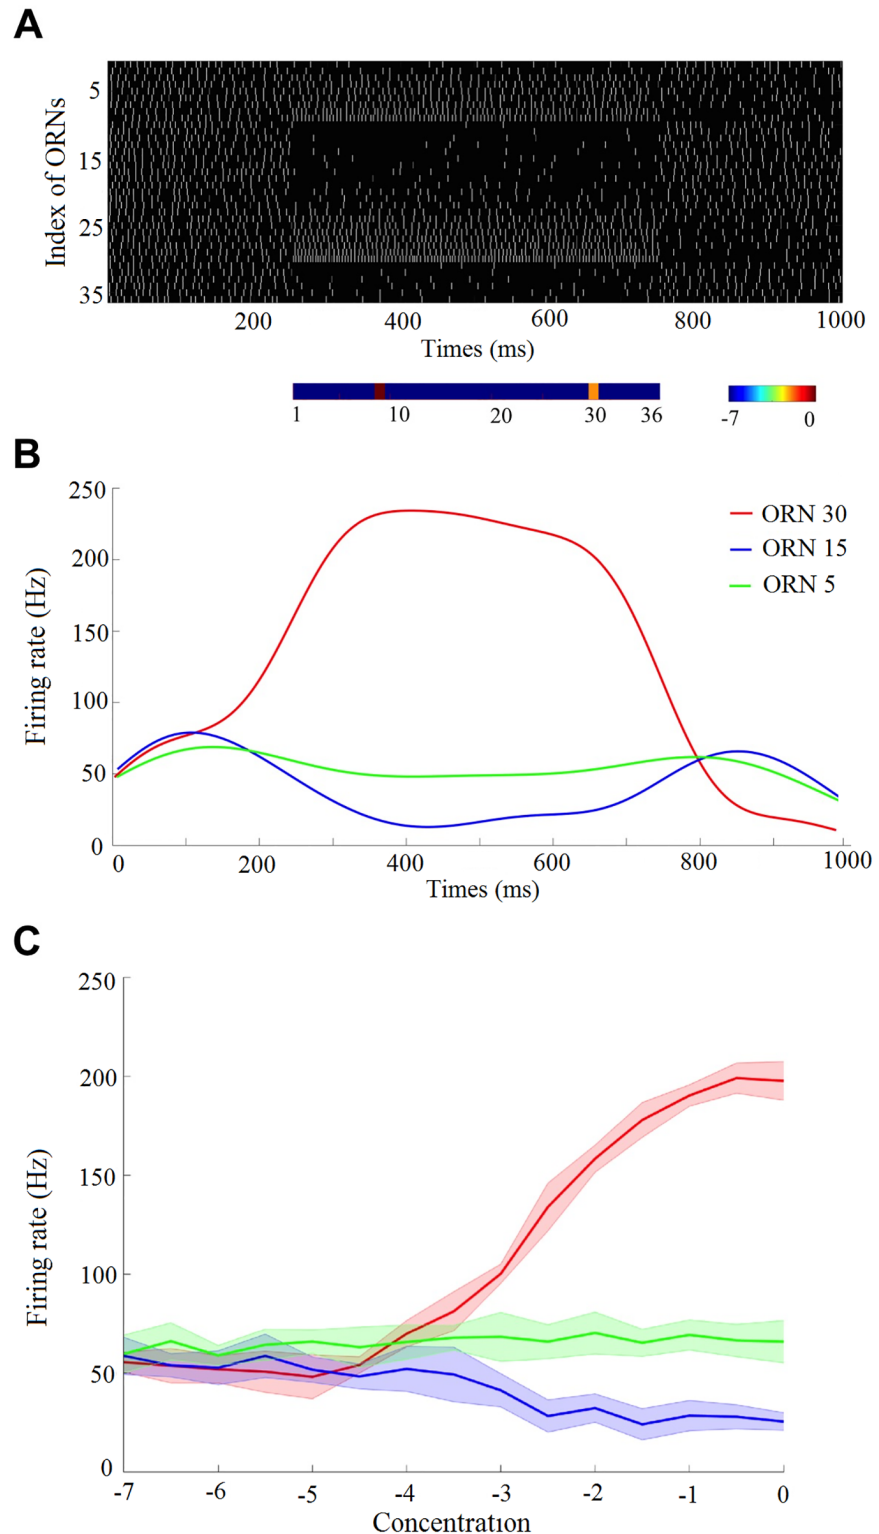 A
Index of ORNs
5
15
25
35
200 400 600 800 1000
Times (ms)
1 10 20 30 36
-7 0
B
Firing rate (Hz)
250
200
150
100
50
0
ORN 30
ORN 15
ORN 5
0 200 400 600 800 1000
Times (ms)
C
Firing rate (Hz)
250
200
150
100
50
0
-7 -6 -5 -4 -3 -2 -1 0
Concentration